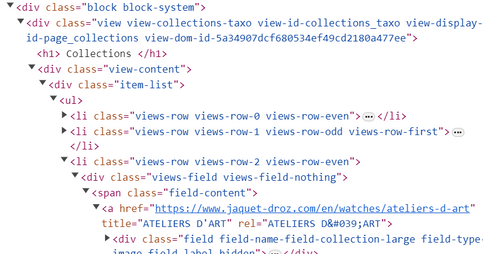 ▼<div class="block block-system">
▼<div class="view view-collections-taxo view-id-collections_taxo view-display-
id-page_collections view-dom-id-5a34907dcf680534ef49cd2180a477ee">
<h1> Collections </h1>
▼<div class="view-content">
▼<div class="item-list">
▼<ul>
▶<li class="views-row views-row-0 views-row-even">…</li>
▶<li class="views-row views-row-1 views-row-odd views-row-first">…
</li>
▼<li class="views-row views-row-2 views-row-even">
▼<div class="views-field views-field-nothing">
▼<span class="field-content">
▼<a href="https://www.jaquet-droz.com/en/watches/ateliers-d-art"
title="ATELIERS D'ART" rel="ATELIERS D&#039;ART">
▶<div class="field field-name-field-collection-large field-type-
image field-label-hidden">…</div>